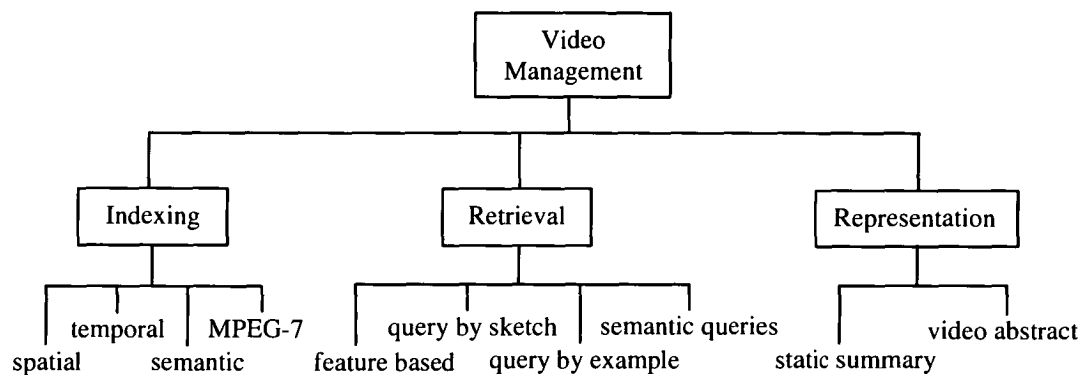 Video
Management
Indexing
Retrieval
Representation
temporal
MPEG-7
query by sketch
semantic queries
video abstract
spatial
semantic
feature based
query by example
static summary